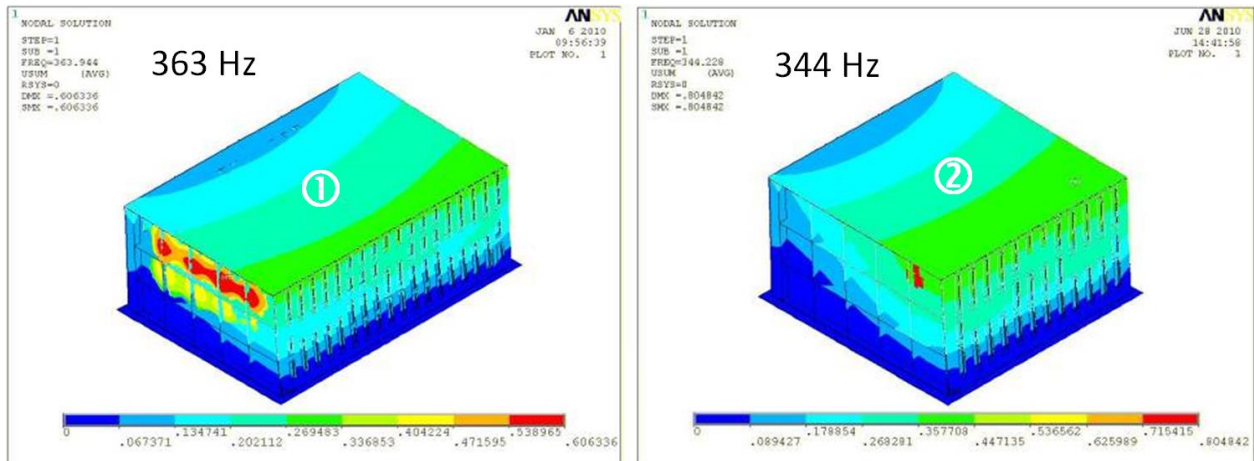 1
NODAL SOLUTION
STEP=1
SUB =1
FREQ=363.944
USUM (AVG)
RSYS=0
DMX =.606336
SMX =.606336
363 Hz
ANSYS
JAN 6 2010
09:56:39
PLOT NO. 1
①
0 .067371 .134741 .202112 .269483 .336853 .404224 .471595 .538965 .606336
1
NODAL SOLUTION
STEP=1
SUB =1
FREQ=344.228
USUM (AVG)
RSYS=0
DMX =.804842
SMX =.804842
344 Hz
ANSYS
JUN 28 2010
14:41:58
PLOT NO. 1
②
0 .089427 .178854 .268281 .357708 .447135 .536562 .625989 .715415 .804842